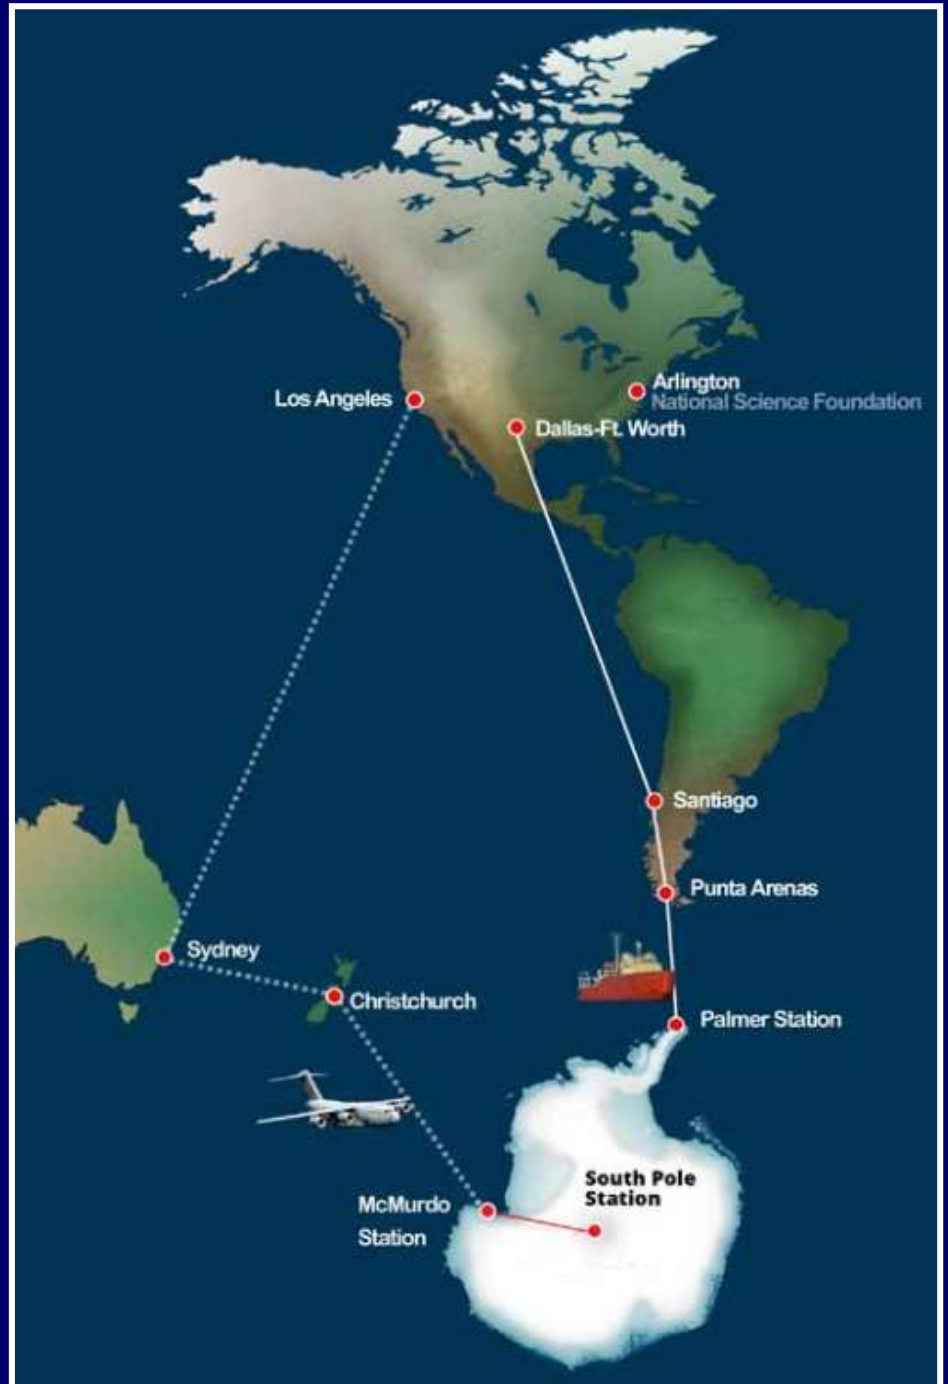 Los Angeles
Arlington
National Science Foundation
Dallas-Ft. Worth
Santiago
Punta Arenas
Sydney
Christchurch
Palmer Station
South Pole
Station
McMurdo
Station